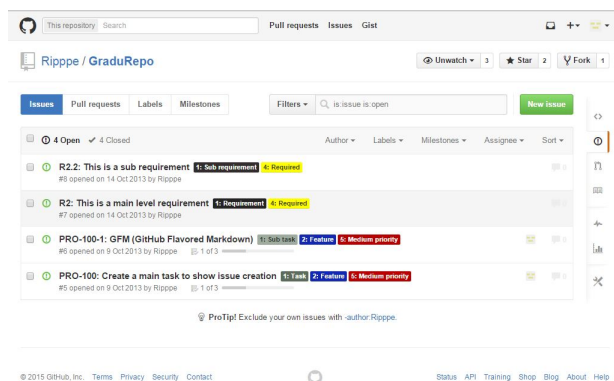 This repository Search Pull requests Issues Gist
Ripppe / GraduRepo Unwatch 3 Star 2 Fork 1
Issues Pull requests Labels Milestones Filters is:issue is:open New issue
4 Open 4 Closed Author Labels Milestones Assignee Sort
R2.2: This is a sub requirement 1: Sub requirement 4: Required
#8 opened on 14 Oct 2013 by Ripppe 0
R2: This is a main level requirement 1: Requirement 4: Required
#7 opened on 14 Oct 2013 by Ripppe
PRO-100-1: GFM (GitHub Flavored Markdown) 1: Sub task 2: Feature 5: Medium priority
#6 opened on 9 Oct 2013 by Ripppe 1 of 3 0
PRO-100: Create a main task to show issue creation 1: Task 2: Feature 5: Medium priority
#5 opened on 9 Oct 2013 by Ripppe 1 of 3 0
ProTip! Exclude your own issues with -author:Ripppe.
© 2015 GitHub, Inc. Terms Privacy Security Contact Status API Training Shop Blog About Help